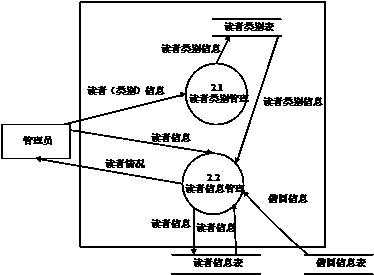 读者类别表
读者类别信息
2.1
读者类别管理
读者（类别）信息
读者类别信息
管理员
读者信息
读者情况
2.2
读者信息管理
借阅信息
读者信息
读者信息
读者信息表
借阅信息表